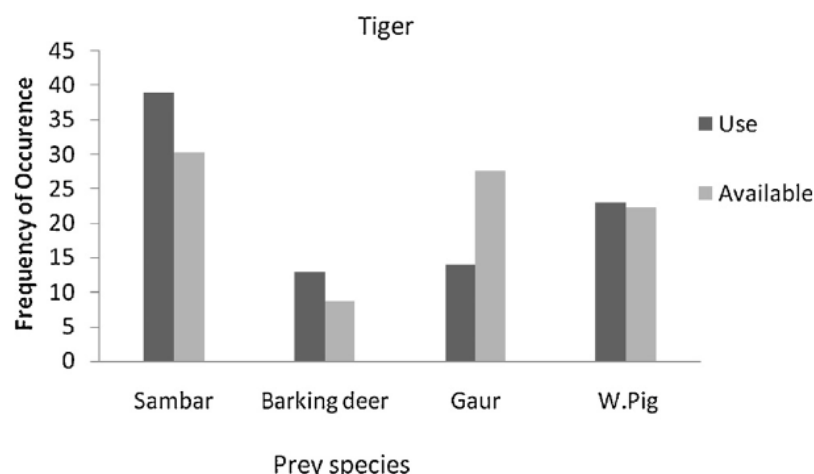 Tiger
45
40
35
30
25
20
15
10
5
0
Frequency of Occurence
Use
Available
Sambar Barking deer Gaur W.Pig
Prey species